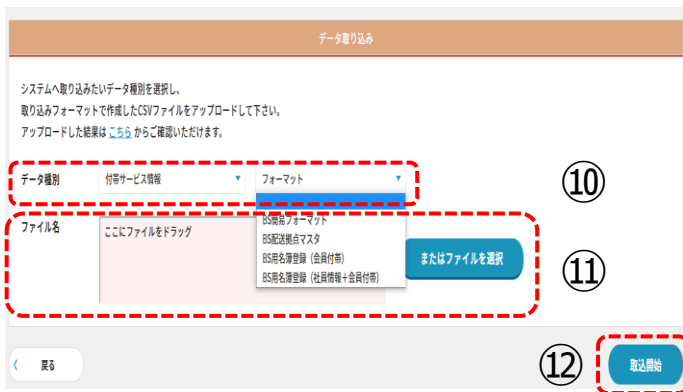 データ取り込み
システムへ取り込みたいデータ種別を選択し、
取り込みフォーマットで作成したCSVファイルをアップロードして下さい。
アップロードした結果は こちら からご確認いただけます。
データ種別 付帯サービス情報 フォーマット
⑩
BS簡易フォーマット
BS配送拠点マスタ
BS用名簿登録（会員付帯）
BS用名簿登録（社員情報＋会員付帯）
ファイル名 ここにファイルをドラッグ
またはファイルを選択
⑪
戻る
⑫
取込開始